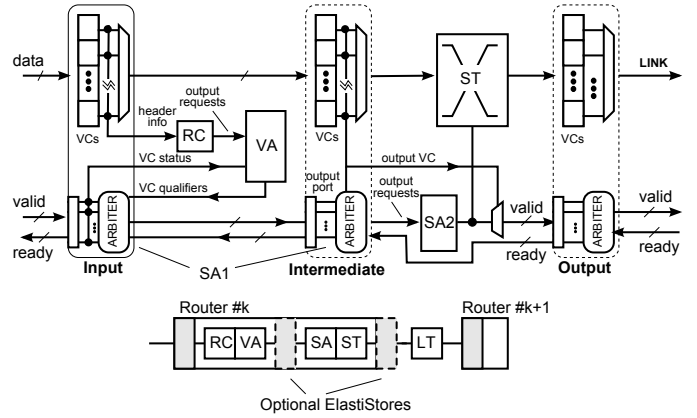 data
VCs
header info
output requests
RC
VA
VC status
VC qualifiers
VCs
output port
output VC
output requests
ST
VCs
LINK
valid
ready
ARBITER
Input
SA1
ARBITER
Intermediate
SA2
valid
ready
ARBITER
Output
valid
ready
Router #k
Router #k+1
RC
VA
SA
ST
LT
Optional ElastiStores